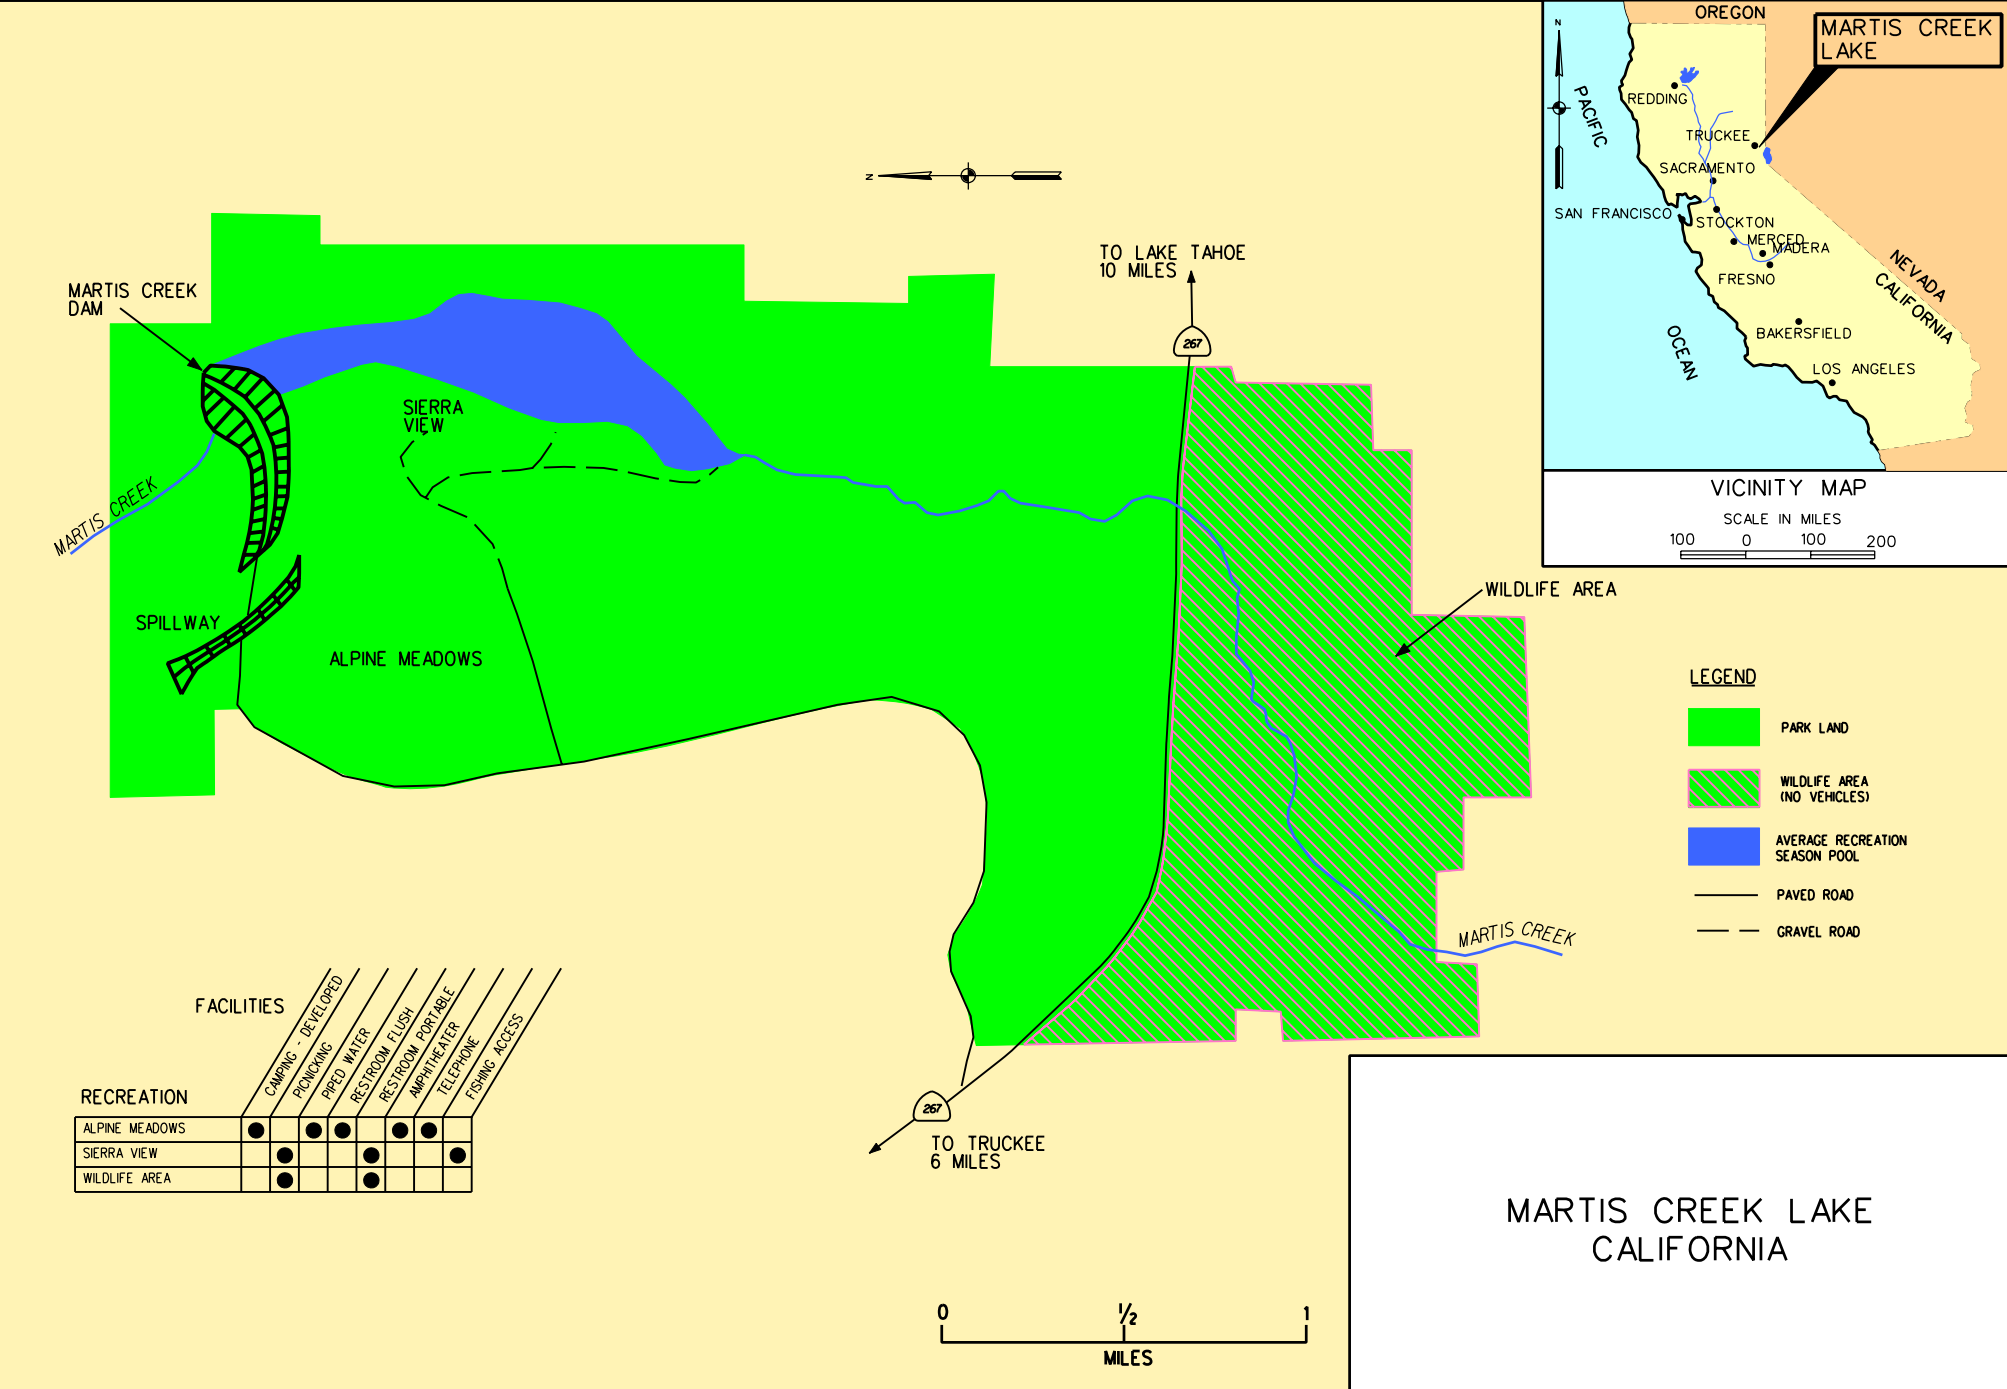 OREGON
MARTIS CREEK
LAKE
N
PACIFIC
REDDING
TRUCKEE
SACRAMENTO
SAN FRANCISCO
STOCKTON
MERCED
MADERA
FRESNO
NEVADA
CALIFORNIA
BAKERSFIELD
OCEAN
LOS ANGELES
VICINITY MAP
SCALE IN MILES
100 0 100 200
N
TO LAKE TAHOE
10 MILES
267
MARTIS CREEK
DAM
SIERRA
VIEW
MARTIS CREEK
SPILLWAY
ALPINE MEADOWS
WILDLIFE AREA
LEGEND
PARK LAND
WILDLIFE AREA
(NO VEHICLES)
AVERAGE RECREATION
SEASON POOL
PAVED ROAD
GRAVEL ROAD
MARTIS CREEK
FACILITIES
CAMPING - DEVELOPED
PICNICKING
PIPED WATER
RESTROOM FLUSH
RESTROOM PORTABLE
AMPHITHEATER
TELEPHONE
FISHING ACCESS
RECREATION
ALPINE MEADOWS
SIERRA VIEW
WILDLIFE AREA
267
TO TRUCKEE
6 MILES
0 1/2 1
MILES
MARTIS CREEK LAKE
CALIFORNIA